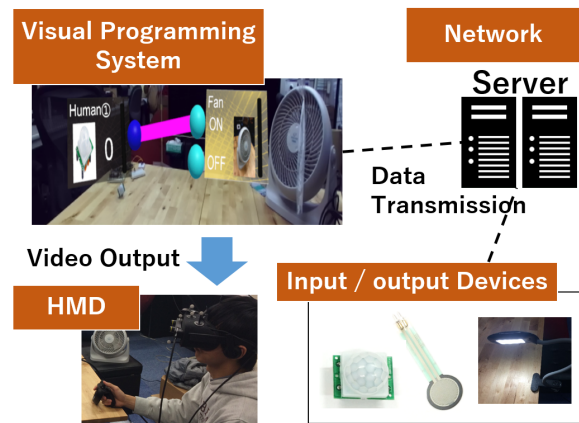 Visual Programming
System
Network
Server
Human①
0
Fan
ON
OFF
Data
Transmission
Video Output
HMD
Input / output Devices